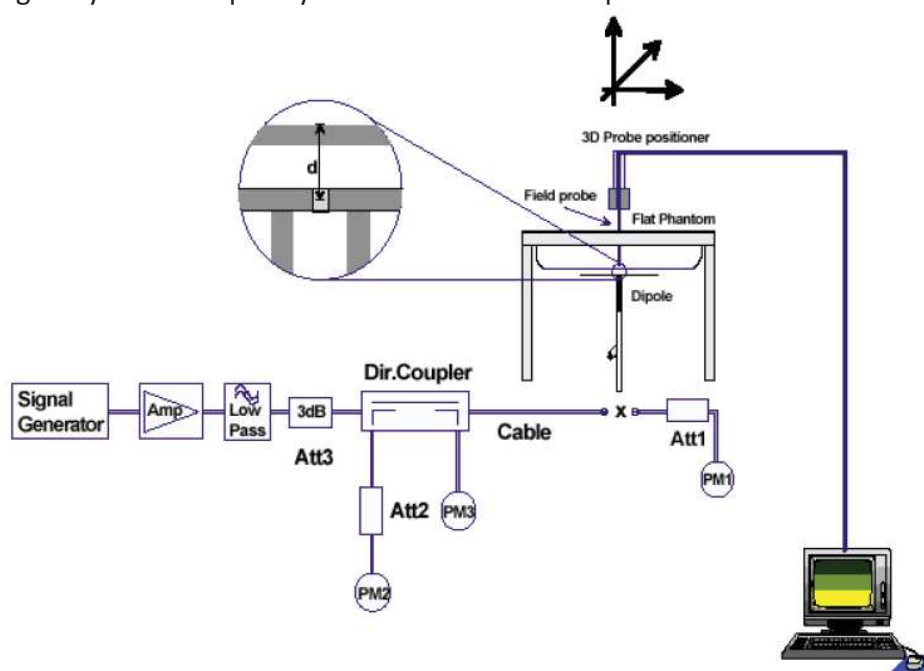 3D Probe positioner
d
Field probe
Flat Phantom
Dipole
Dir.Coupler
Signal
Generator
Amp
Low
Pass
3dB
Att3
Cable
x
Att1
PM1
Att2
PM3
PM2